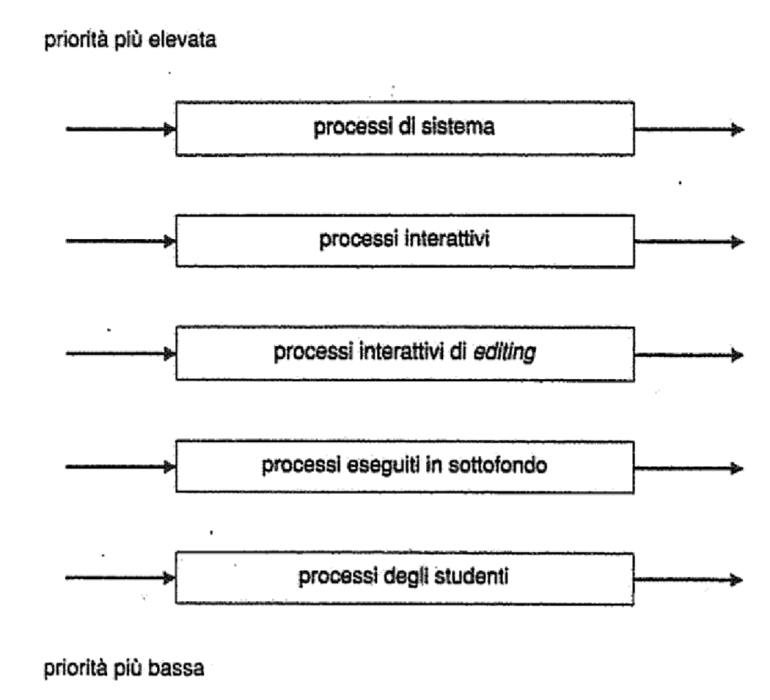 priorità più elevata
processi di sistema
processi interattivi
processi interattivi di editing
processi eseguiti in sottofondo
processi degli studenti
priorità più bassa